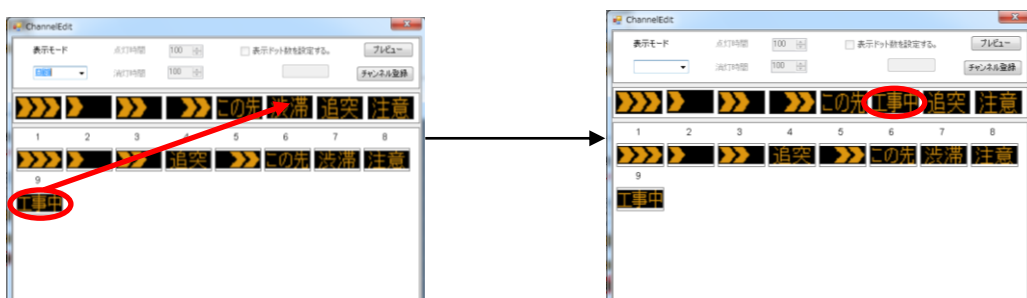 ChannelEdit
表示モード 点灯時間 100 表示ドット数を設定する。 プレビュー
消灯時間 100 チャンネル登録
この先 渋滞 追突 注意
1 2 3 4 5 6 7 8
追突 この先 渋滞 注意
9
工事中
ChannelEdit
表示モード 点灯時間 100 表示ドット数を設定する。 プレビュー
消灯時間 100 チャンネル登録
この先 工事中 追突 注意
1 2 3 4 5 6 7 8
追突 この先 渋滞 注意
9
工事中